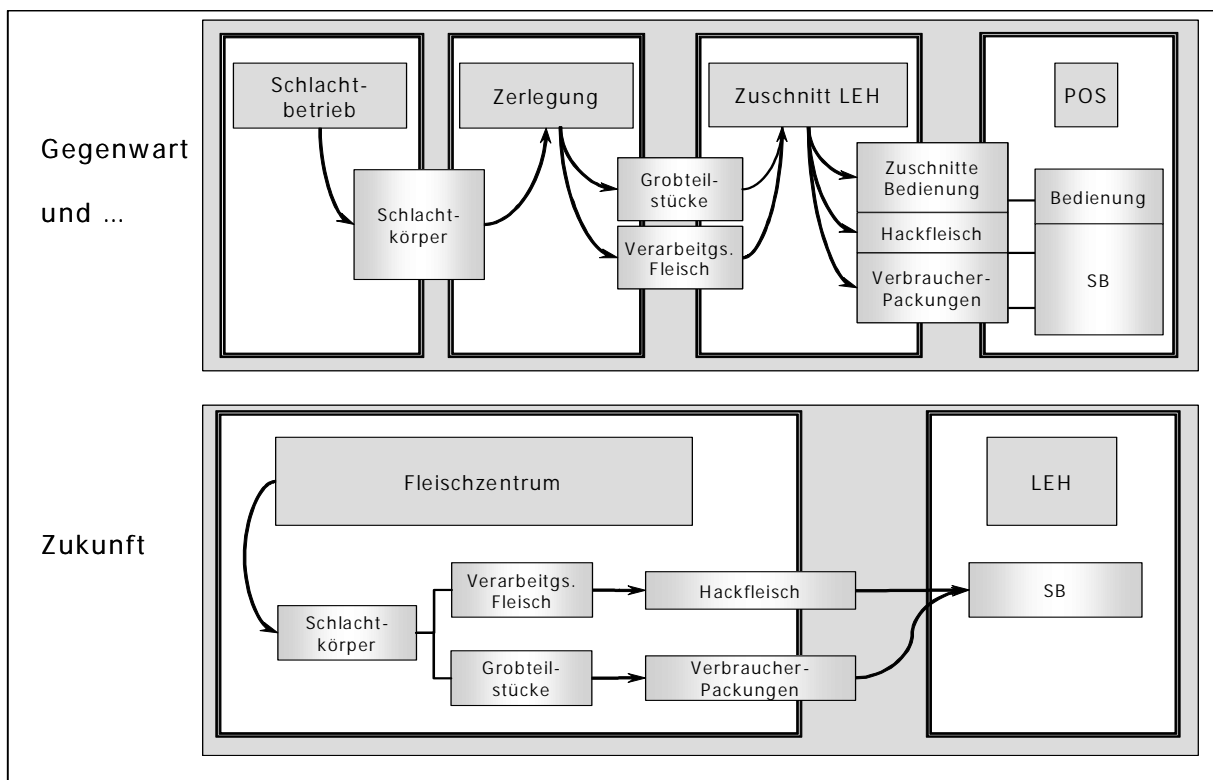 Gegenwart
und ...
Schlacht-
betrieb
Schlacht-
körper
Zerlegung
Grobteil-
stücke
Verarbeitgs.
Fleisch
Zuschnitt LEH
Zuschnitte
Bedienung
Hackfleisch
Verbraucher-
Packungen
POS
Bedienung
SB
Zukunft
Fleischzentrum
Schlacht-
körper
Verarbeitgs.
Fleisch
Grobteil-
stücke
Hackfleisch
Verbraucher-
Packungen
LEH
SB